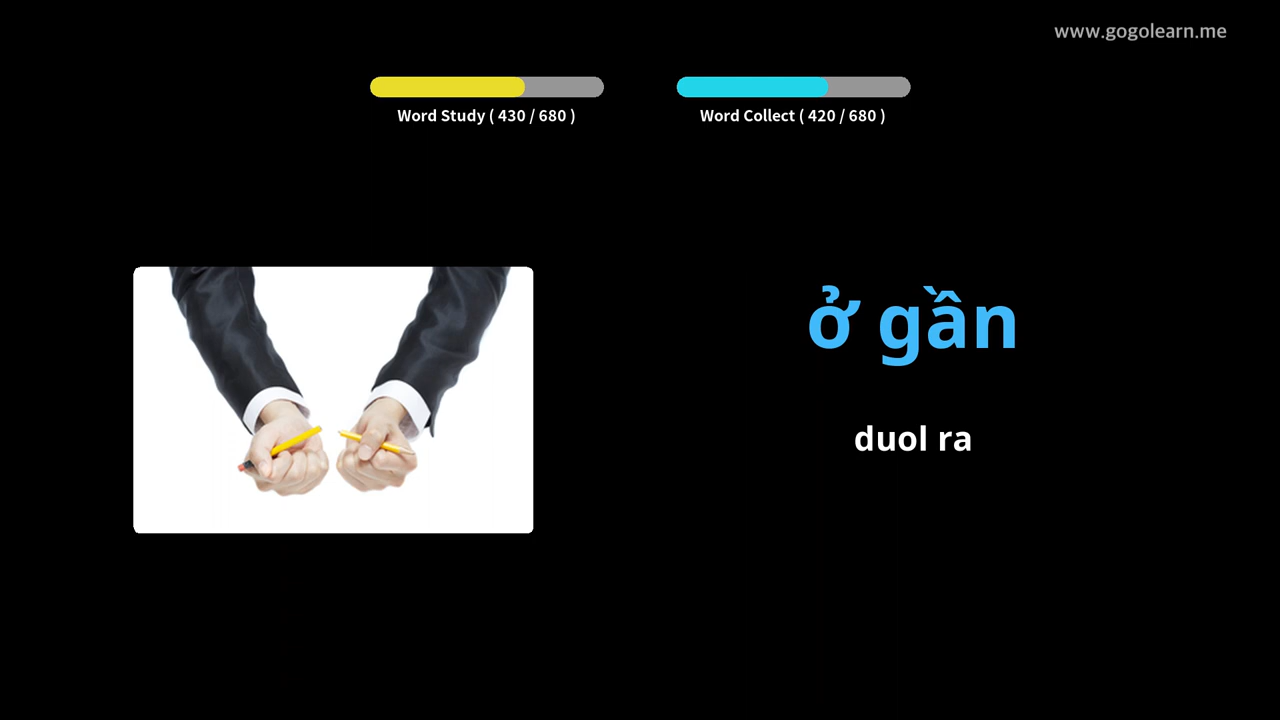 www.gogolearn.me
Word Study ( 430 / 680 )
Word Collect ( 420 / 680 )
ở gần
duol ra